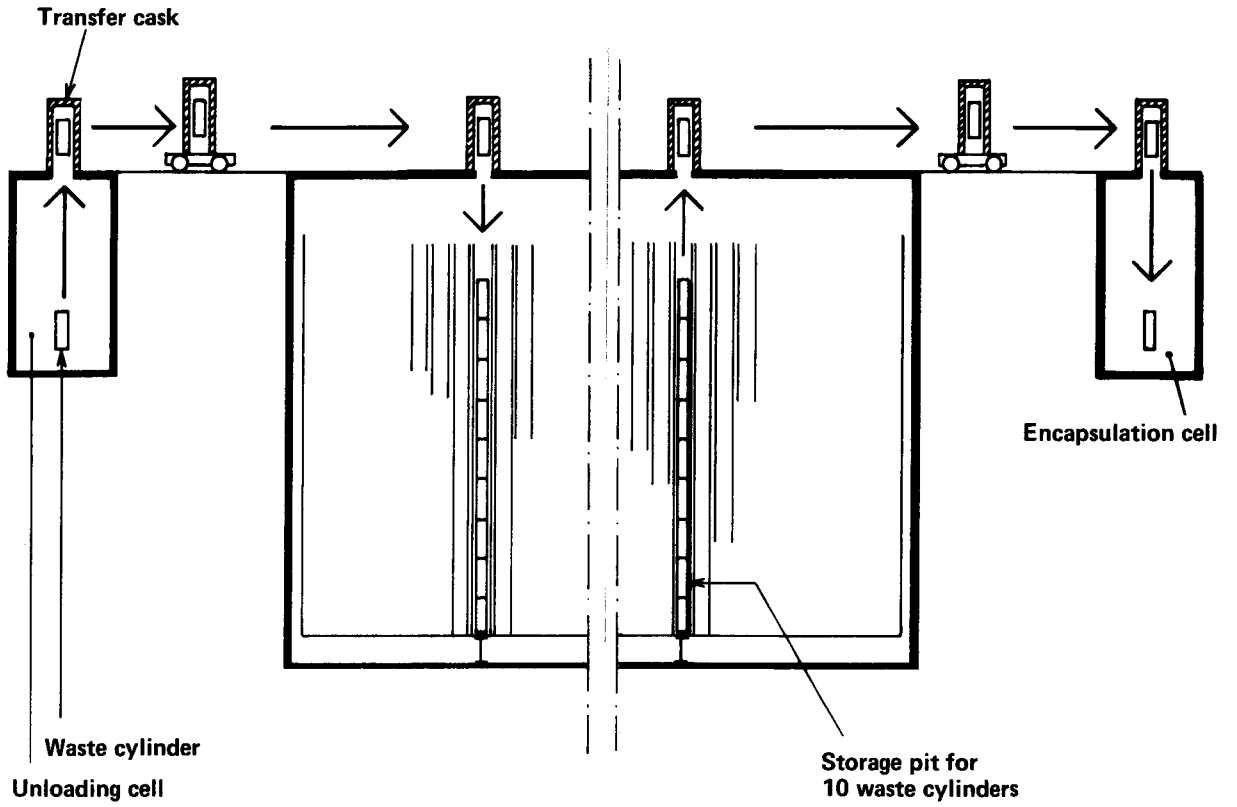 Transfer cask
Encapsulation cell
Waste cylinder
Unloading cell
Storage pit for
10 waste cylinders